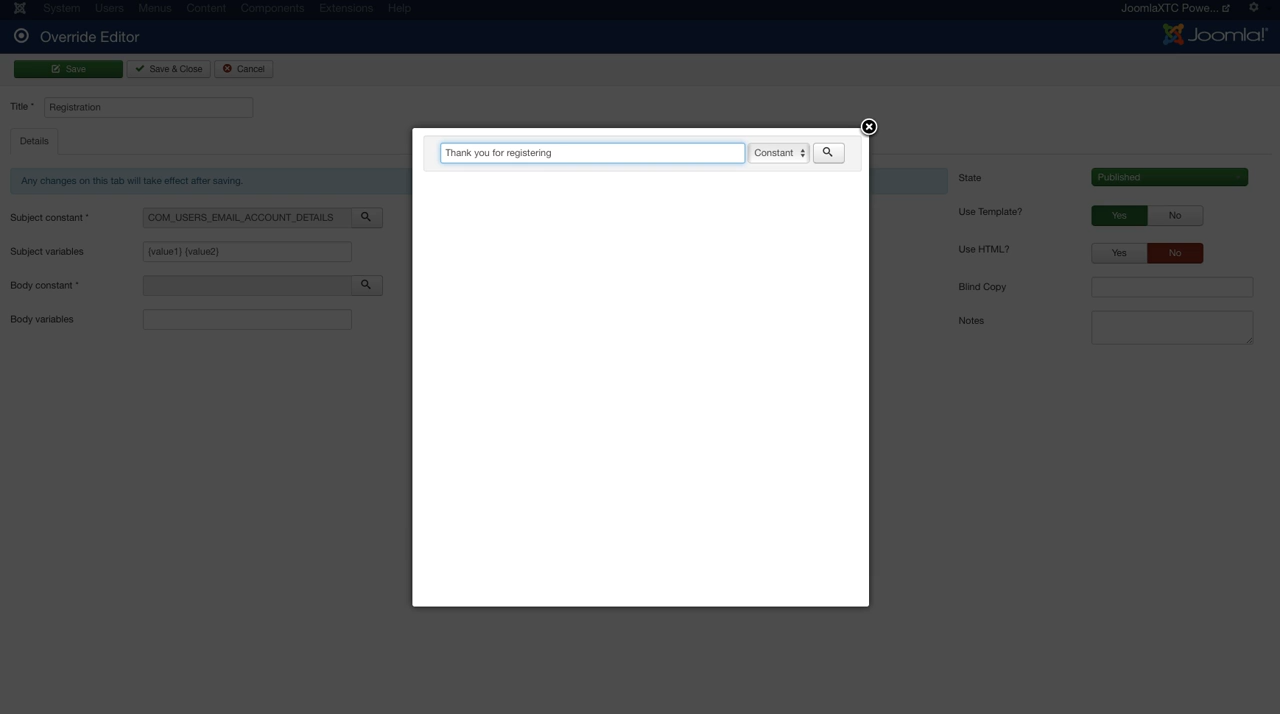 System Users Menus Content Components Extensions Help JoomlaXTC Powe...
Override Editor Joomla!®
Save Save & Close Cancel
Title * Registration
Details
Any changes on this tab will take effect after saving.
Subject constant * COM_USERS_EMAIL_ACCOUNT_DETAILS
Subject variables {value1} {value2}
Body constant *
Body variables
Thank you for registering Constant
State Published
Use Template? Yes No
Use HTML? Yes No
Blind Copy
Notes